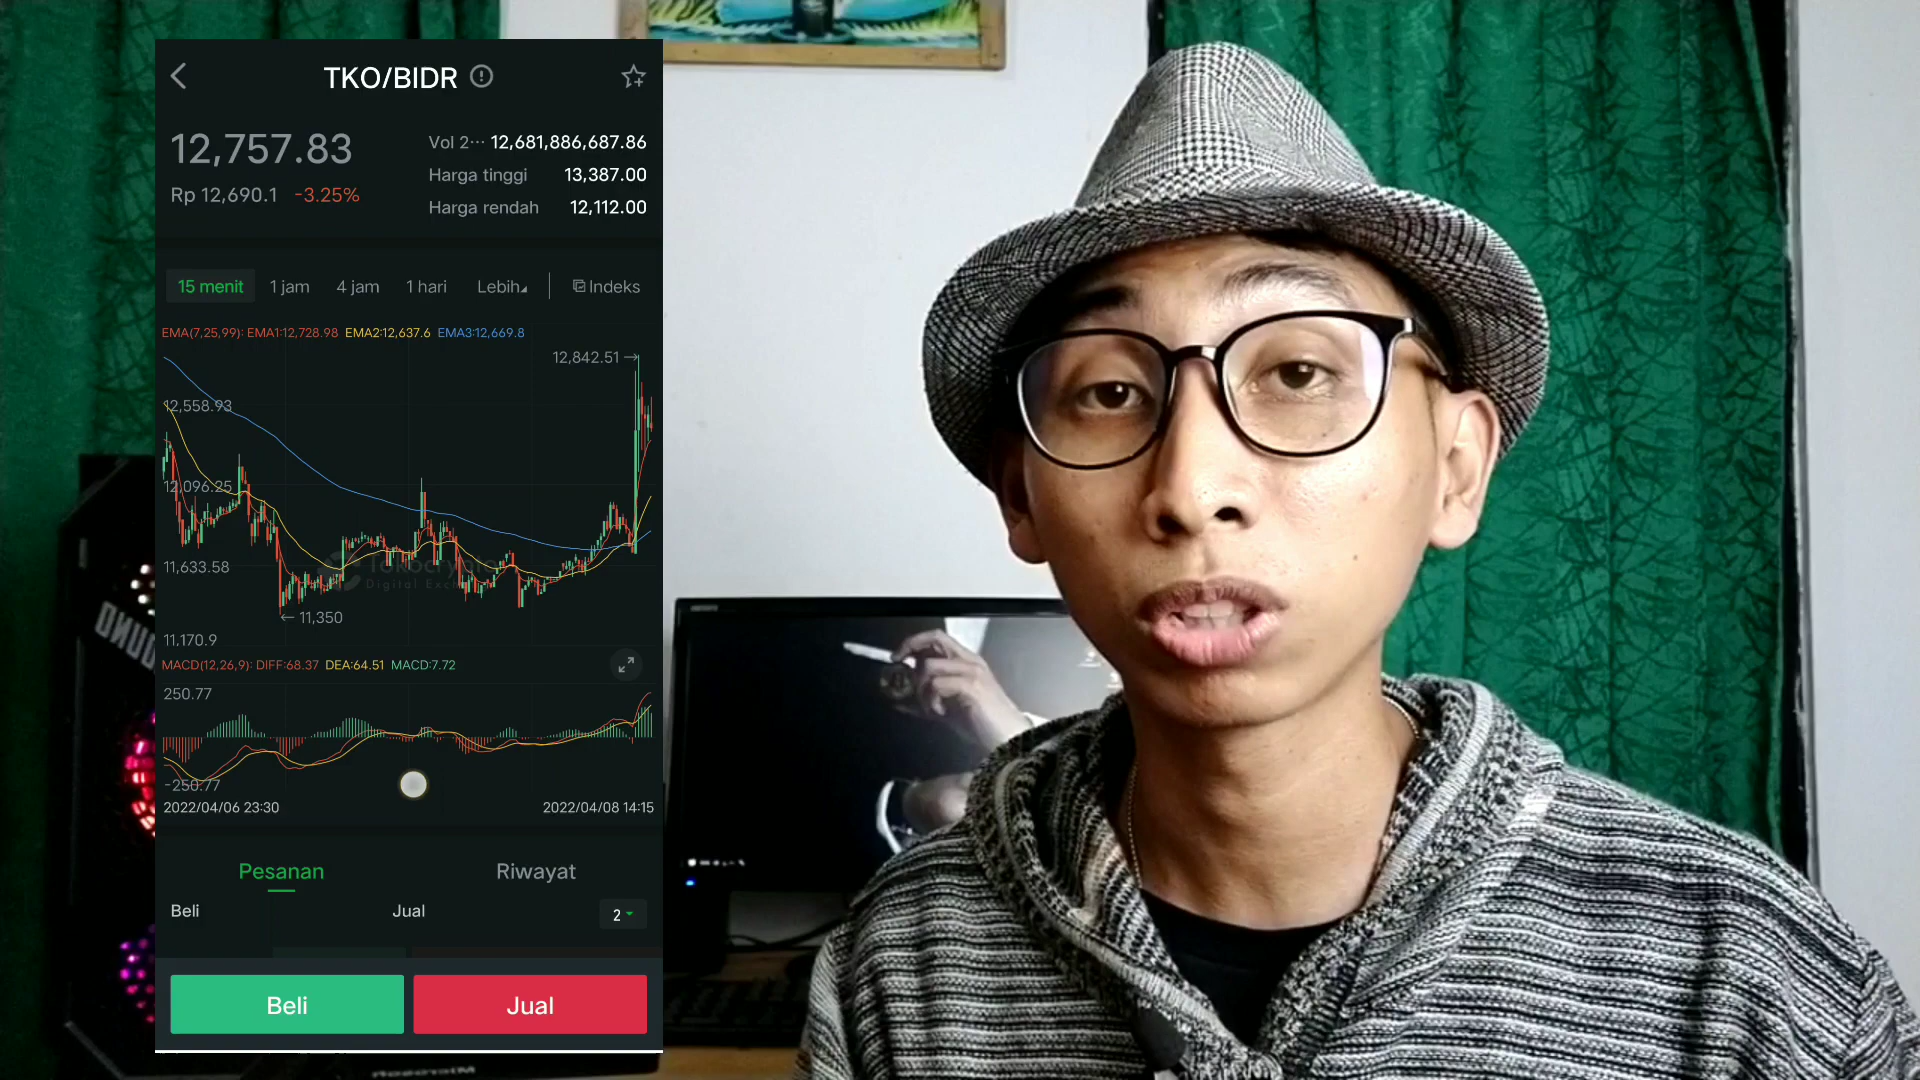 TKO/BIDR
12,757.83
Rp 12,690.1 -3.25%
Vol 2··· 12,681,886,687.86
Harga tinggi 13,387.00
Harga rendah 12,112.00
15 menit 1 jam 4 jam 1 hari Lebih Indeks
EMA(7,25,99): EMA1:12,728.98 EMA2:12,637.6 EMA3:12,669.8
12,842.51
12,558.93
12,096.25
11,633.58
Tokocrypto
11,350
11,170.9
MACD(12,26,9): DIFF:68.37 DEA:64.51 MACD:7.72
250.77
-250.77
2022/04/06 23:30 2022/04/08 14:15
Pesanan Riwayat
Beli Jual 2
Beli Jual